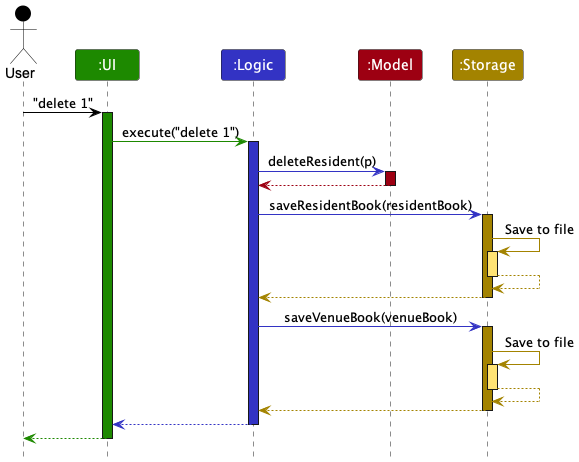 User
:UI
:Logic
:Model
:Storage
"delete 1"
execute("delete 1")
deleteResident(p)
saveResidentBook(residentBook)
Save to file
saveVenueBook(venueBook)
Save to file